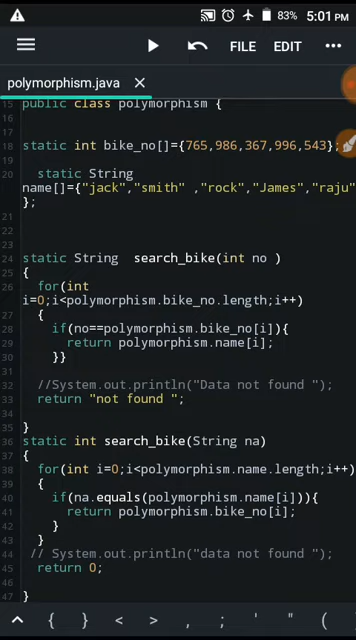 83% 5:01 PM
FILE EDIT
polymorphism.java
15 public class polymorphism {
16
17
18 static int bike_no[]={765,986,367,996,543};
19
20 static String
name[]={"jack","smith" ,"rock","James","raju"
};
21
22
23
24 static String search_bike(int no )
25 {
26 for(int
i=0;i<polymorphism.bike_no.length;i++)
27 {
28 if(no==polymorphism.bike_no[i]){
29 return polymorphism.name[i];
30 }}
31
32 //System.out.println("Data not found ");
33 return "not found ";
34
35 }
36 static int search_bike(String na)
37 {
38 for(int i=0;i<polymorphism.name.length;i++)
39 {
40 if(na.equals(polymorphism.name[i])){
41 return polymorphism.bike_no[i];
42 }
43 }
44 // System.out.println("data not found ");
45 return 0;
46
47 }
{ } < > , ; ' " (